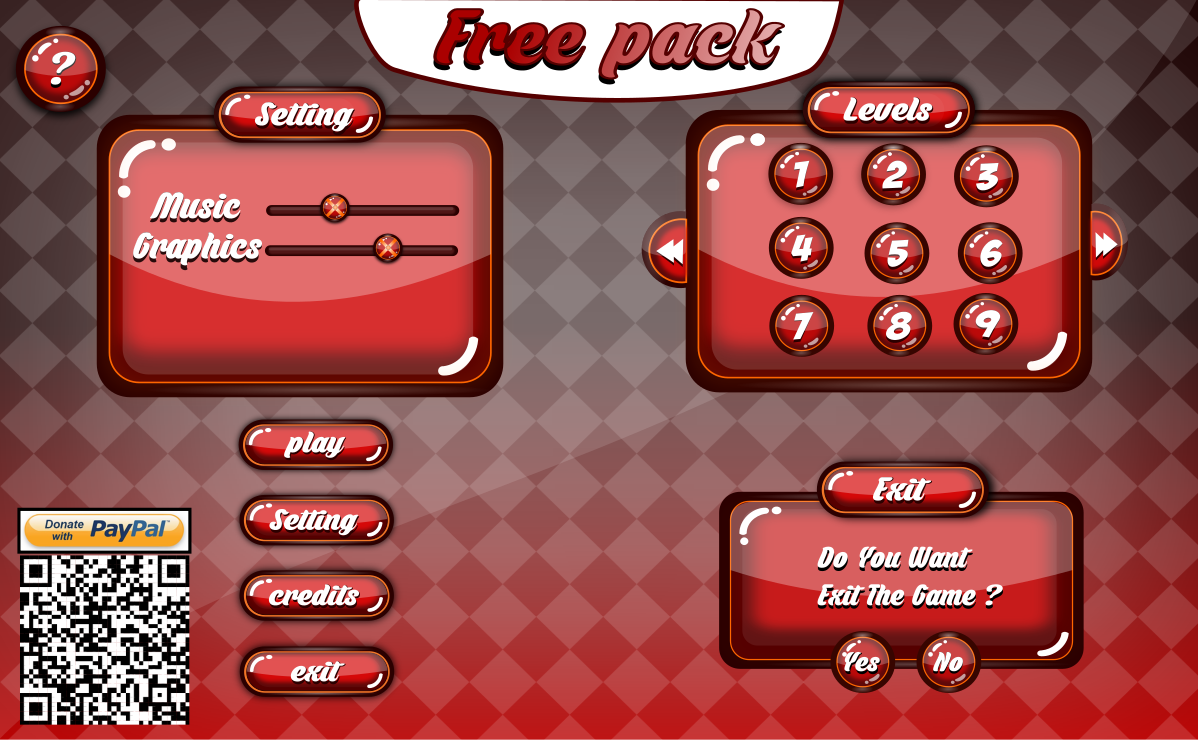 Free pack
?
Setting
Music
Graphics
Levels
1 2 3
4 5 6
7 8 9
play
Setting
credits
exit
Donate
with PayPal
Exit
Do You Want
Exit The Game ?
Yes No